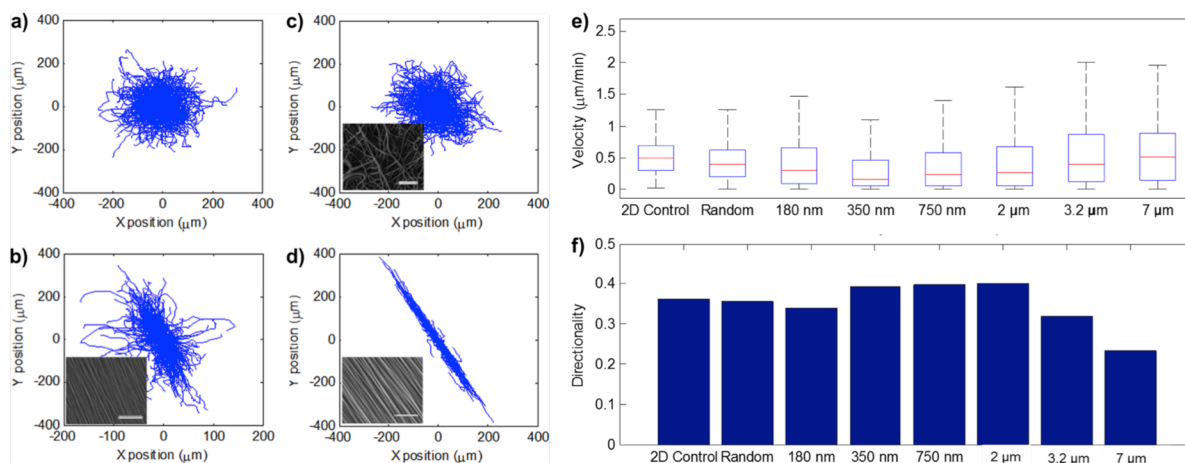 a)
400
200
0
-200
-400
Y position (μm)
-400 -200 0 200 400
X position (μm)
c)
400
200
0
-200
-400
Y position (μm)
-400 -200 0 200 400
X position (μm)
b)
400
200
0
-200
-400
Y position (μm)
-200 -100 0 100 200
X position (μm)
d)
400
200
0
-200
-400
Y position (μm)
-400 -200 0 200 400
X position (μm)
e)
2.5
2
1.5
1
0.5
0
Velocity (μm/min)
2D Control Random 180 nm 350 nm 750 nm 2 μm 3.2 μm 7 μm
f)
0.5
0.4
0.3
0.2
0.1
0
Directionality
2D Control Random 180 nm 350 nm 750 nm 2 μm 3.2 μm 7 μm